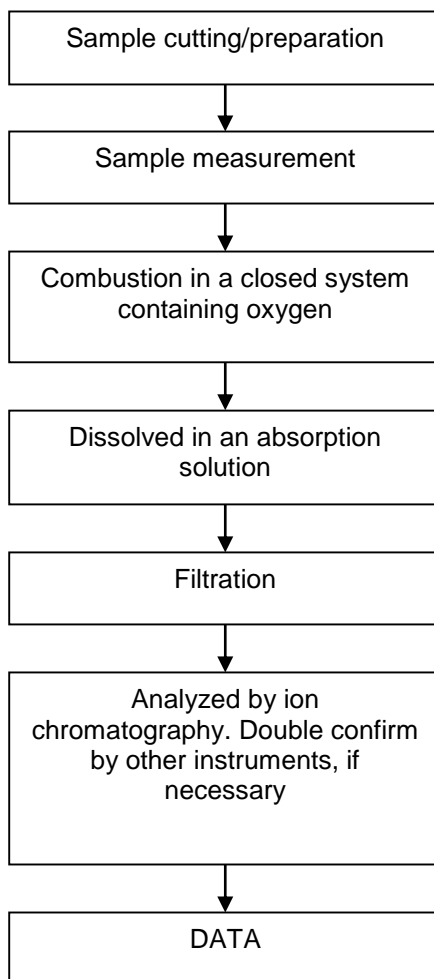 Sample cutting/preparation
Sample measurement
Combustion in a closed system
containing oxygen
Dissolved in an absorption
solution
Filtration
Analyzed by ion
chromatography. Double confirm
by other instruments, if
necessary
DATA